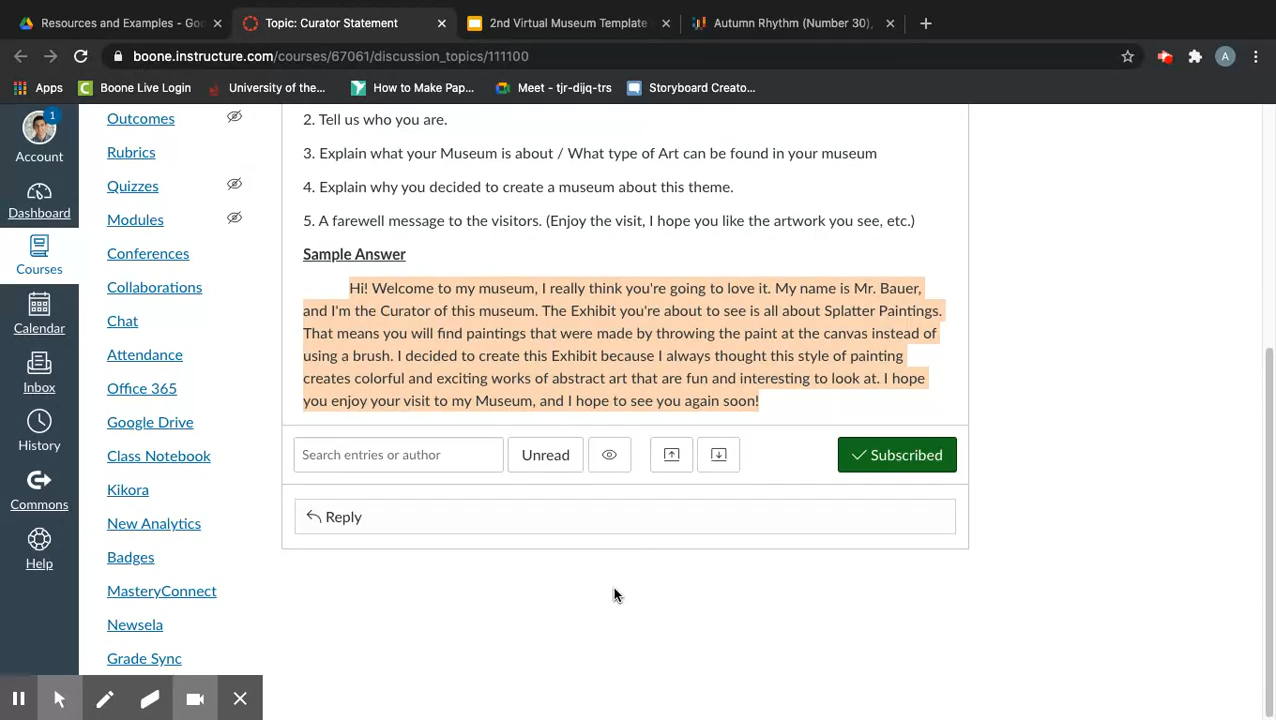 Resources and Examples - Goo
Topic: Curator Statement
2nd Virtual Museum Template
Autumn Rhythm (Number 30),
boone.instructure.com/courses/67061/discussion_topics/111100
A
Apps
Boone Live Login
University of the...
How to Make Pap...
Meet - tjr-dijq-trs
Storyboard Creato...
1
Account
Dashboard
Courses
Calendar
Inbox
History
Commons
Help
Outcomes
Rubrics
Quizzes
Modules
Conferences
Collaborations
Chat
Attendance
Office 365
Google Drive
Class Notebook
Kikora
New Analytics
Badges
MasteryConnect
Newsela
Grade Sync
2. Tell us who you are.
3. Explain what your Museum is about / What type of Art can be found in your museum
4. Explain why you decided to create a museum about this theme.
5. A farewell message to the visitors. (Enjoy the visit, I hope you like the artwork you see, etc.)
Sample Answer
Hi! Welcome to my museum, I really think you're going to love it. My name is Mr. Bauer,
and I'm the Curator of this museum. The Exhibit you're about to see is all about Splatter Paintings.
That means you will find paintings that were made by throwing the paint at the canvas instead of
using a brush. I decided to create this Exhibit because I always thought this style of painting
creates colorful and exciting works of abstract art that are fun and interesting to look at. I hope
you enjoy your visit to my Museum, and I hope to see you again soon!
Search entries or author
Unread
Subscribed
Reply